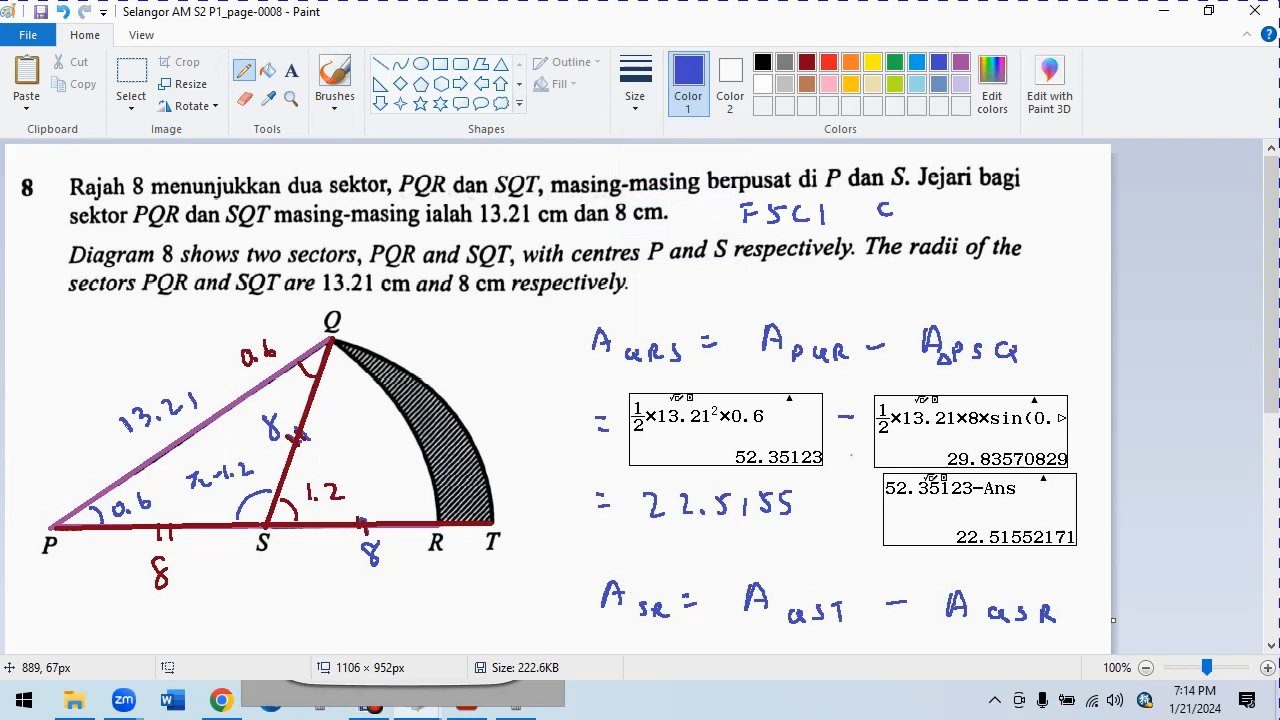 Selangor AM S2 P1_page-0008 - Paint
File Home View
Paste Cut Copy Clipboard
Select Crop Resize Rotate Image
Tools
Brushes
Outline Fill Shapes
Size
Color 1 Color 2 Edit colors Colors
Edit with Paint 3D
8 Rajah 8 menunjukkan dua sektor, PQR dan SQT, masing-masing berpusat di P dan S. Jejari bagi
sektor PQR dan SQT masing-masing ialah 13.21 cm dan 8 cm.
F5C1 C
Diagram 8 shows two sectors, PQR and SQT, with centres P and S respectively. The radii of the
sectors PQR and SQT are 13.21 cm and 8 cm respectively.
Q
0.6
13.21
8
π-1.2
0.6
1.2
P S R T
8
8
A QRS = A PQR - A ΔPSQ
= 1/2×13.21²×0.6 - 1/2×13.21×8×sin(0.
52.35123
29.83570829
= 22.5155
52.35123-Ans
22.51552171
A SR = A QST - A QSR
889, 67px
1106 × 952px
Size: 222.6KB
100%
zm
W
7:14 PM
1/21/2024